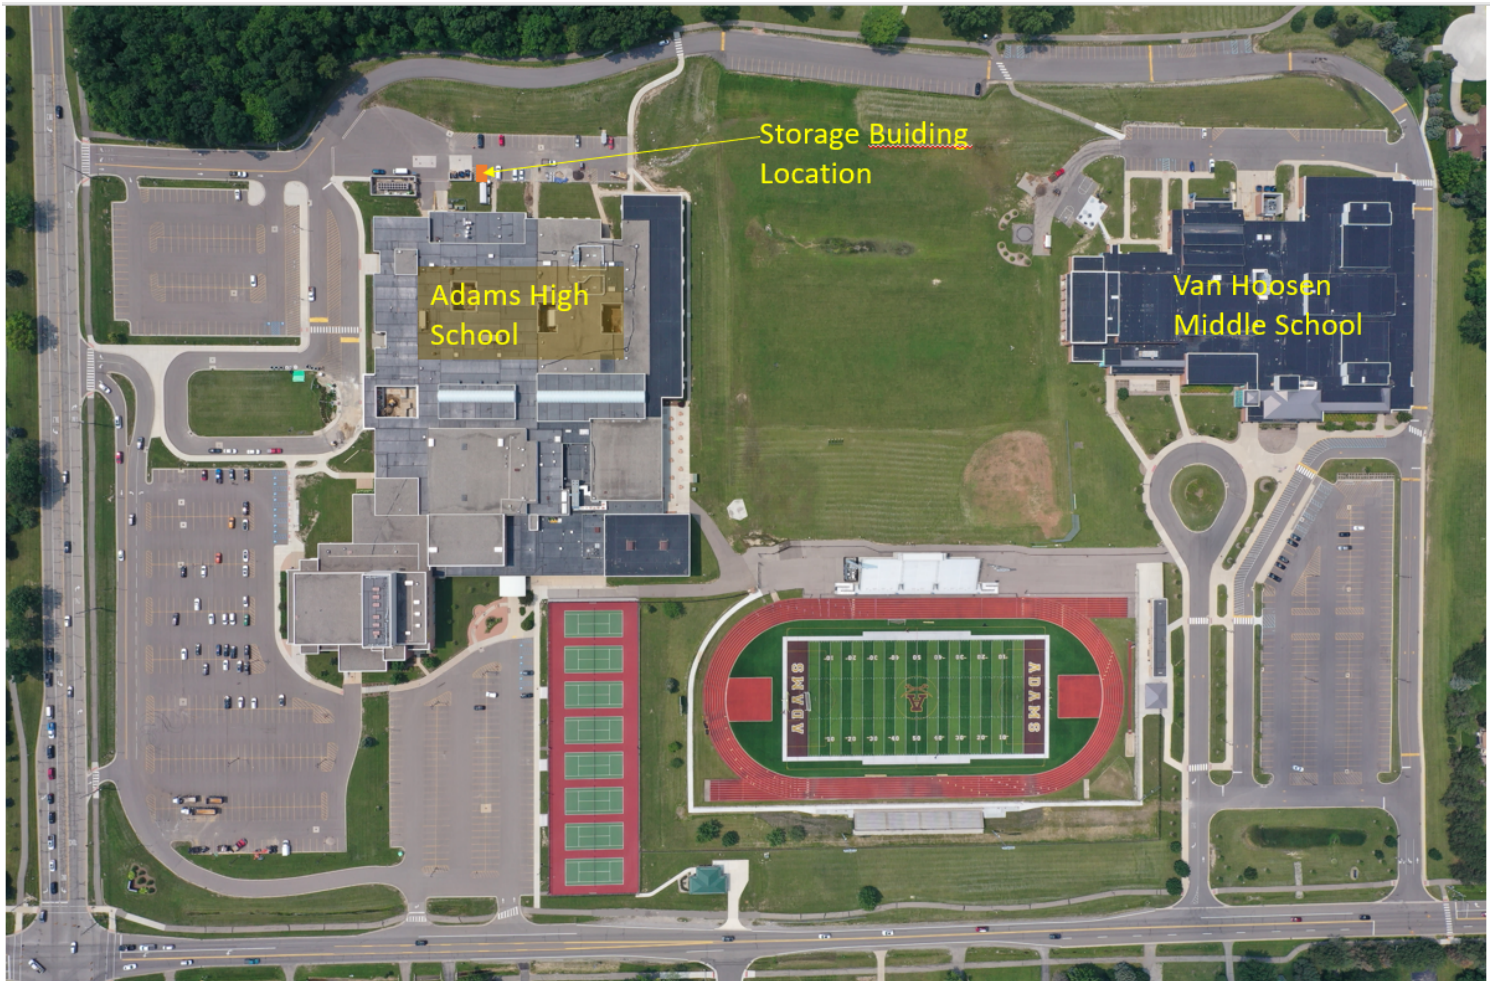 Storage Buiding
Location
Adams High
School
Van Hoosen
Middle School
ADAMS
ADAMS
A